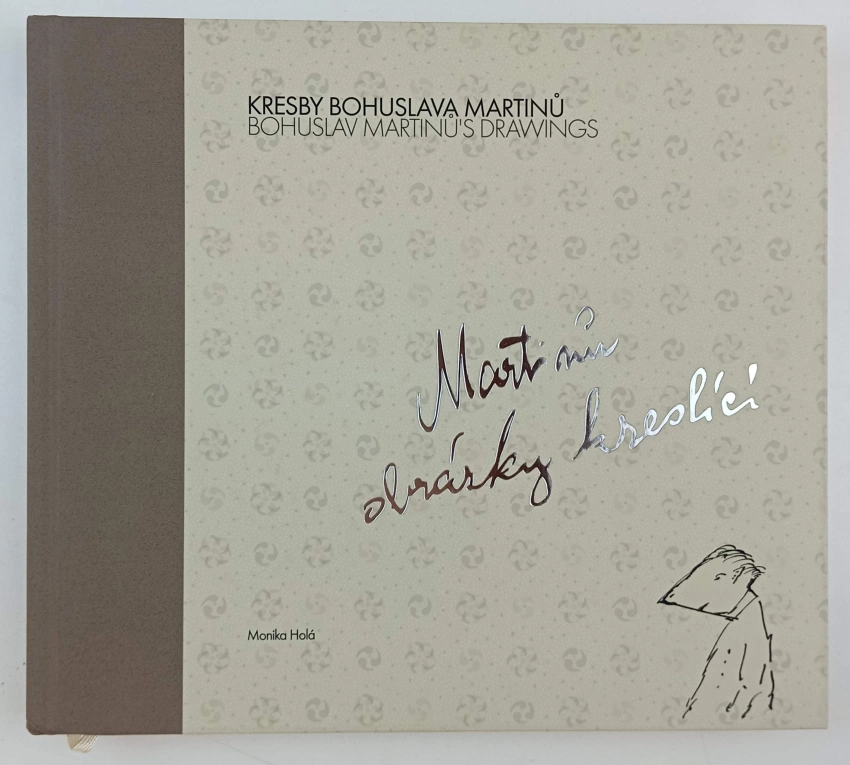 KRESBY BOHUSLAVA MARTINŮ
BOHUSLAV MARTINŮ'S DRAWINGS
Martinů
obrázky kreslící
Monika Holá